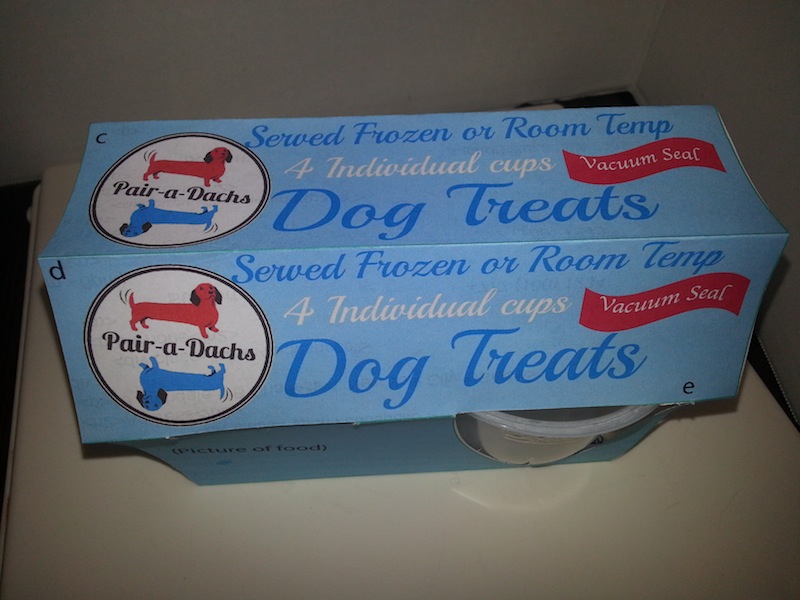 c
Served Frozen or Room Temp
4 Individual cups
Vacuum Seal
Pair-a-Dachs
Dog Treats
d
Served Frozen or Room Temp
4 Individual cups
Vacuum Seal
Pair-a-Dachs
Dog Treats
e
(Picture of food)